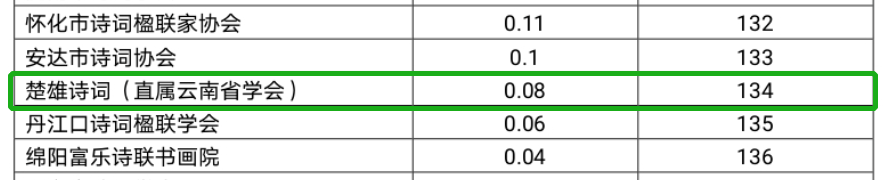 怀化市诗词楹联家协会 0.11 132
安达市诗词协会 0.1 133
楚雄诗词（直属云南省学会） 0.08 134
丹江口诗词楹联学会 0.06 135
绵阳富乐诗联书画院 0.04 136